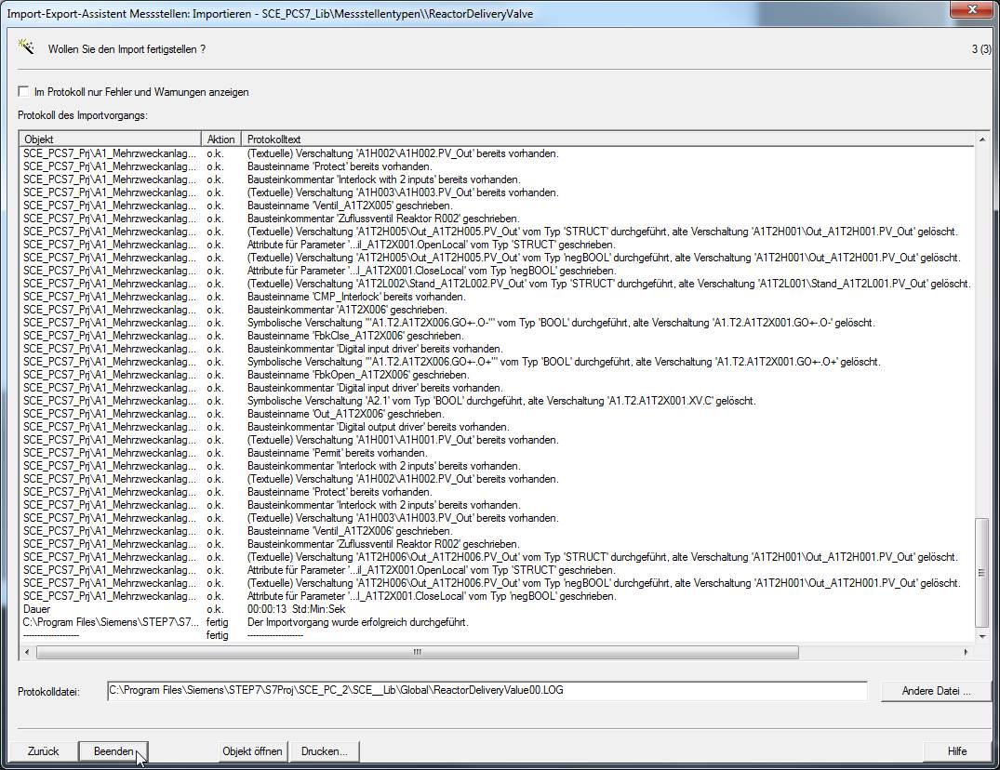 Import-Export-Assistent Messstellen: Importieren - SCE_PCS7_Lib\Messstellentypen\\ReactorDeliveryValve
Wollen Sie den Import fertigstellen ?
3 (3)
Im Protokoll nur Fehler und Warnungen anzeigen
Protokoll des Importvorgangs:
Objekt Aktion Protokolltext
SCE_PCS7_Prj\A1_Mehrzweckanlag... o.k. (Textuelle) Verschaltung 'A1H002\A1H002.PV_Out' bereits vorhanden.
SCE_PCS7_Prj\A1_Mehrzweckanlag... o.k. Bausteinname 'Protect' bereits vorhanden.
SCE_PCS7_Prj\A1_Mehrzweckanlag... o.k. Bausteinkommentar 'Interlock with 2 inputs' bereits vorhanden.
SCE_PCS7_Prj\A1_Mehrzweckanlag... o.k. (Textuelle) Verschaltung 'A1H003\A1H003.PV_Out' bereits vorhanden.
SCE_PCS7_Prj\A1_Mehrzweckanlag... o.k. Bausteinname 'Ventil_A1T2X005' geschrieben.
SCE_PCS7_Prj\A1_Mehrzweckanlag... o.k. Bausteinkommentar 'Zuflussventil Reaktor R002' geschrieben.
SCE_PCS7_Prj\A1_Mehrzweckanlag... o.k. (Textuelle) Verschaltung 'A1T2H005\Out_A1T2H005.PV_Out' vom Typ 'STRUCT' durchgeführt, alte Verschaltung 'A1T2H001\Out_A1T2H001.PV_Out' gelöscht.
SCE_PCS7_Prj\A1_Mehrzweckanlag... o.k. Attribute für Parameter '...il_A1T2X001.OpenLocal' vom Typ 'STRUCT' geschrieben.
SCE_PCS7_Prj\A1_Mehrzweckanlag... o.k. (Textuelle) Verschaltung 'A1T2H005\Out_A1T2H005.PV_Out' vom Typ 'negBOOL' durchgeführt, alte Verschaltung 'A1T2H001\Out_A1T2H001.PV_Out' gelöscht.
SCE_PCS7_Prj\A1_Mehrzweckanlag... o.k. Attribute für Parameter '...l_A1T2X001.CloseLocal' vom Typ 'negBOOL' geschrieben.
SCE_PCS7_Prj\A1_Mehrzweckanlag... o.k. (Textuelle) Verschaltung 'A1T2L002\Stand_A1T2L002.PV_Out' vom Typ 'STRUCT' durchgeführt, alte Verschaltung 'A1T2L001\Stand_A1T2L001.PV_Out' gelöscht.
SCE_PCS7_Prj\A1_Mehrzweckanlag... o.k. Bausteinname 'CMP_Interlock' bereits vorhanden.
SCE_PCS7_Prj\A1_Mehrzweckanlag... o.k. Bausteinkommentar 'A1T2X006' geschrieben.
SCE_PCS7_Prj\A1_Mehrzweckanlag... o.k. Symbolische Verschaltung '"A1.T2.A1T2X006.GO+-.O-"' vom Typ 'BOOL' durchgeführt, alte Verschaltung 'A1.T2.A1T2X001.GO+-.O-' gelöscht.
SCE_PCS7_Prj\A1_Mehrzweckanlag... o.k. Bausteinname 'FbkClse_A1T2X006' geschrieben.
SCE_PCS7_Prj\A1_Mehrzweckanlag... o.k. Bausteinkommentar 'Digital input driver' bereits vorhanden.
SCE_PCS7_Prj\A1_Mehrzweckanlag... o.k. Symbolische Verschaltung '"A1.T2.A1T2X006.GO+-.O+"' vom Typ 'BOOL' durchgeführt, alte Verschaltung 'A1.T2.A1T2X001.GO+-.O+' gelöscht.
SCE_PCS7_Prj\A1_Mehrzweckanlag... o.k. Bausteinname 'FbkOpen_A1T2X006' geschrieben.
SCE_PCS7_Prj\A1_Mehrzweckanlag... o.k. Bausteinkommentar 'Digital input driver' bereits vorhanden.
SCE_PCS7_Prj\A1_Mehrzweckanlag... o.k. Symbolische Verschaltung 'A2.1' vom Typ 'BOOL' durchgeführt, alte Verschaltung 'A1.T2.A1T2X001.XV.C' gelöscht.
SCE_PCS7_Prj\A1_Mehrzweckanlag... o.k. Bausteinname 'Out_A1T2X006' geschrieben.
SCE_PCS7_Prj\A1_Mehrzweckanlag... o.k. Bausteinkommentar 'Digital output driver' bereits vorhanden.
SCE_PCS7_Prj\A1_Mehrzweckanlag... o.k. (Textuelle) Verschaltung 'A1H001\A1H001.PV_Out' bereits vorhanden.
SCE_PCS7_Prj\A1_Mehrzweckanlag... o.k. Bausteinname 'Permit' bereits vorhanden.
SCE_PCS7_Prj\A1_Mehrzweckanlag... o.k. Bausteinkommentar 'Interlock with 2 inputs' bereits vorhanden.
SCE_PCS7_Prj\A1_Mehrzweckanlag... o.k. (Textuelle) Verschaltung 'A1H002\A1H002.PV_Out' bereits vorhanden.
SCE_PCS7_Prj\A1_Mehrzweckanlag... o.k. Bausteinname 'Protect' bereits vorhanden.
SCE_PCS7_Prj\A1_Mehrzweckanlag... o.k. Bausteinkommentar 'Interlock with 2 inputs' bereits vorhanden.
SCE_PCS7_Prj\A1_Mehrzweckanlag... o.k. (Textuelle) Verschaltung 'A1H003\A1H003.PV_Out' bereits vorhanden.
SCE_PCS7_Prj\A1_Mehrzweckanlag... o.k. Bausteinname 'Ventil_A1T2X006' geschrieben.
SCE_PCS7_Prj\A1_Mehrzweckanlag... o.k. Bausteinkommentar 'Zuflussventil Reaktor R002' geschrieben.
SCE_PCS7_Prj\A1_Mehrzweckanlag... o.k. (Textuelle) Verschaltung 'A1T2H006\Out_A1T2H006.PV_Out' vom Typ 'STRUCT' durchgeführt, alte Verschaltung 'A1T2H001\Out_A1T2H001.PV_Out' gelöscht.
SCE_PCS7_Prj\A1_Mehrzweckanlag... o.k. Attribute für Parameter '...il_A1T2X001.OpenLocal' vom Typ 'STRUCT' geschrieben.
SCE_PCS7_Prj\A1_Mehrzweckanlag... o.k. (Textuelle) Verschaltung 'A1T2H006\Out_A1T2H006.PV_Out' vom Typ 'negBOOL' durchgeführt, alte Verschaltung 'A1T2H001\Out_A1T2H001.PV_Out' gelöscht.
SCE_PCS7_Prj\A1_Mehrzweckanlag... o.k. Attribute für Parameter '...l_A1T2X001.CloseLocal' vom Typ 'negBOOL' geschrieben.
Dauer o.k. 00:00:13 Std:Min:Sek
C:\Program Files\Siemens\STEP7\S7... fertig Der Importvorgang wurde erfolgreich durchgeführt.
-------------------- fertig --------------------
Protokolldatei: C:\Program Files\Siemens\STEP7\S7Proj\SCE_PC_2\SCE__Lib\Global\ReactorDeliveryValue00.LOG Andere Datei ...
Zurück Beenden Objekt öffnen Drucken... Hilfe